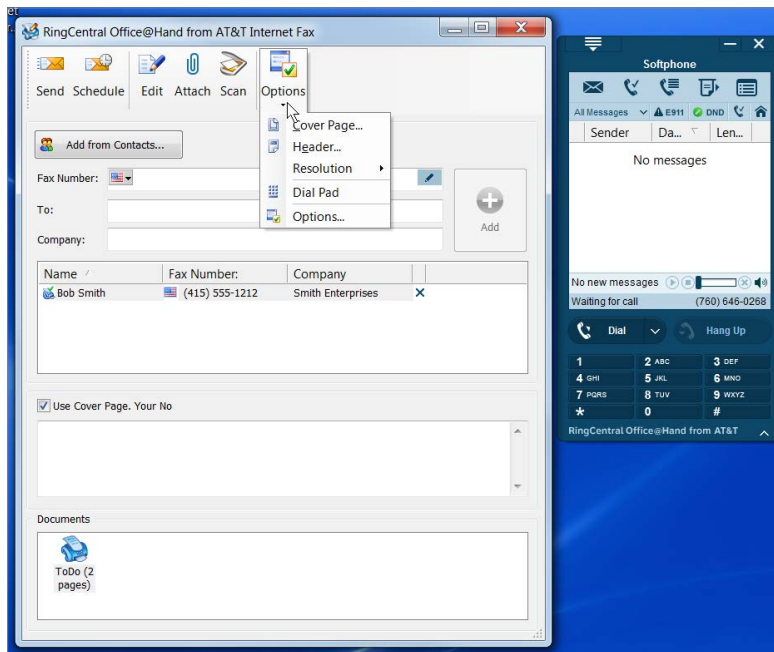 RingCentral Office@Hand from AT&T Internet Fax
Send Schedule Edit Attach Scan Options
Cover Page...
Header...
Resolution
Dial Pad
Options...
Add from Contacts...
Fax Number:
To:
Company:
Add
Name Fax Number: Company
Bob Smith (415) 555-1212 Smith Enterprises X
Use Cover Page. Your No
Documents
ToDo (2
pages)
Softphone
All Messages E911 DND
Sender Da... Len...
No messages
No new messages
Waiting for call (760) 646-0268
Dial Hang Up
1 2 ABC 3 DEF
4 GHI 5 JKL 6 MNO
7 PQRS 8 TUV 9 WXYZ
* 0 #
RingCentral Office@Hand from AT&T